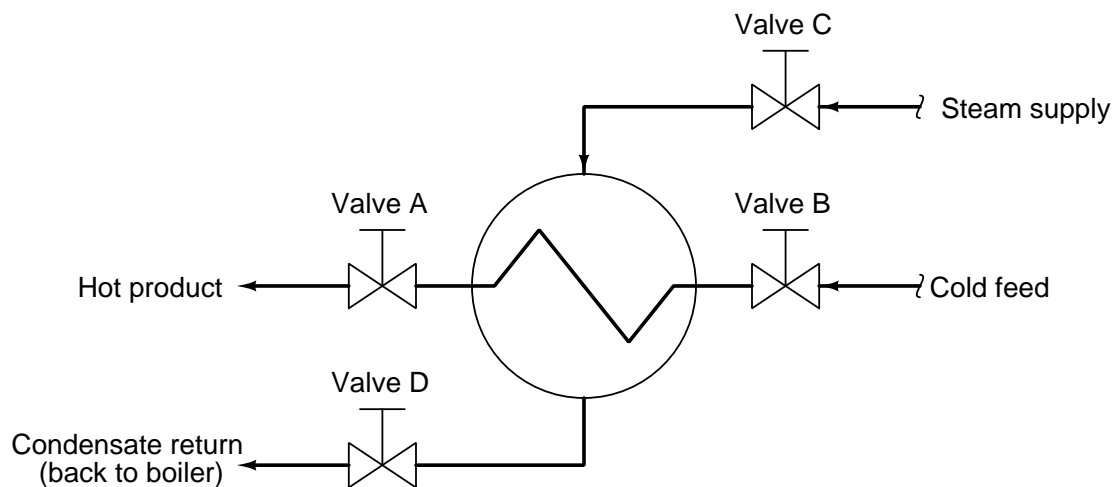 Valve C
Steam supply
Valve A
Valve B
Hot product
Cold feed
Valve D
Condensate return
(back to boiler)